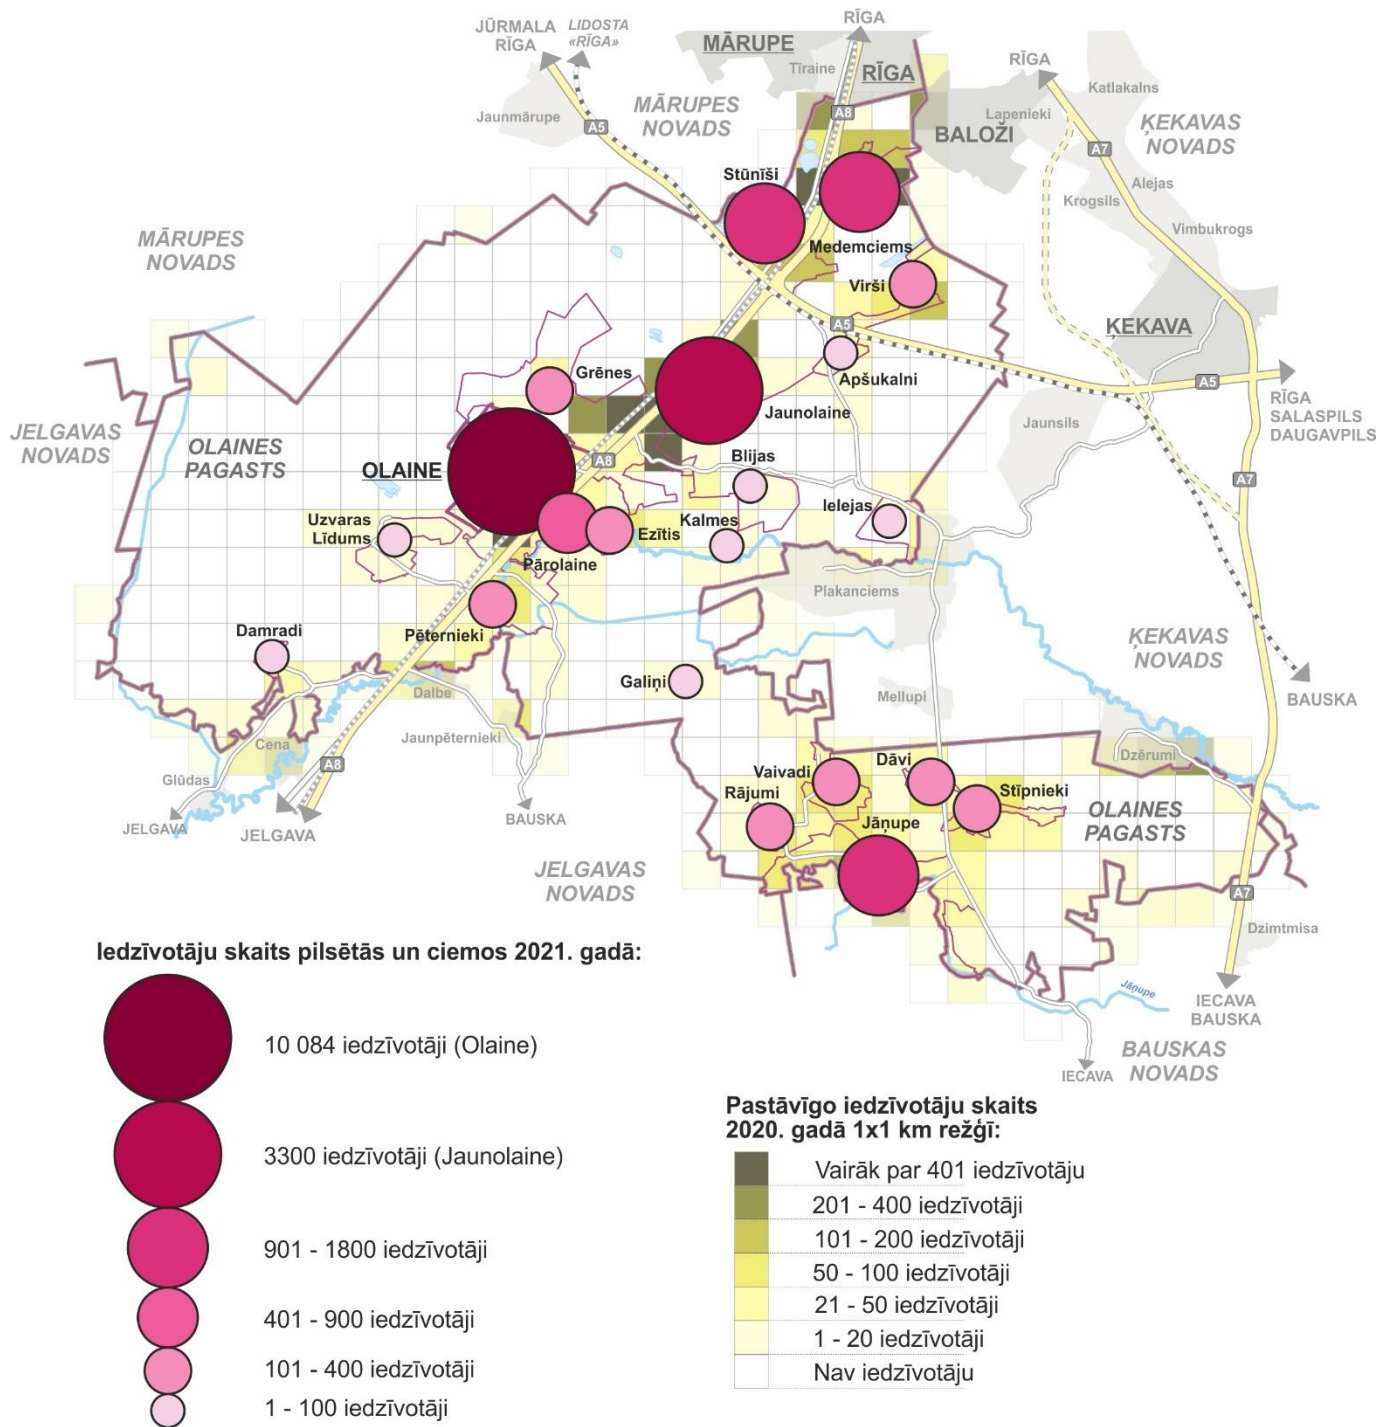 JŪRMALA
RĪGA
LIDOSTA
«RĪGA»
MĀRUPE
RĪGA
Tīraine
RĪGA
RĪGA
Katlakalns
MĀRUPES
NOVADS
Jaunmārupe
A5
A8
Lapenieki
BALOŽI
ĶEKAVAS
NOVADS
A7
Stūnīši
Alejas
Krogsils
Vimbukrogs
MĀRUPES
NOVADS
Medemciems
Virši
A5
ĶEKAVA
Grēnes
Apšukalni
A5
RĪGA
SALASPILS
DAUGAVPILS
Jaunolaine
Jaunsils
JELGAVAS
NOVADS
OLAINES
PAGASTS
OLAINE
A8
Blijas
A7
Ielejas
Uzvaras
Līdums
Kalmes
Ezītis
Pārolaine
Plakanciems
Pēternieki
Damradi
ĶEKAVAS
NOVADS
Galiņi
Dalbe
Mellupi
BAUSKA
Jaunpēternieki
Cena
Dzērumi
A8
Glūdas
Vaivadi
Dāvi
Rājumi
Stīpnieki
OLAINES
PAGASTS
JELGAVA
JELGAVA
BAUSKA
Jāņupe
JELGAVAS
NOVADS
A7
Dzimtmisa
Jāņupe
IECAVA
BAUSKA
BAUSKAS
NOVADS
IECAVA
Iedzīvotāju skaits pilsētās un ciemos 2021. gadā:
10 084 iedzīvotāji (Olaine)
3300 iedzīvotāji (Jaunolaine)
901 - 1800 iedzīvotāji
401 - 900 iedzīvotāji
101 - 400 iedzīvotāji
1 - 100 iedzīvotāji
Pastāvīgo iedzīvotāju skaits
2020. gadā 1x1 km režģī:
Vairāk par 401 iedzīvotāju
201 - 400 iedzīvotāji
101 - 200 iedzīvotāji
50 - 100 iedzīvotāji
21 - 50 iedzīvotāji
1 - 20 iedzīvotāji
Nav iedzīvotāju